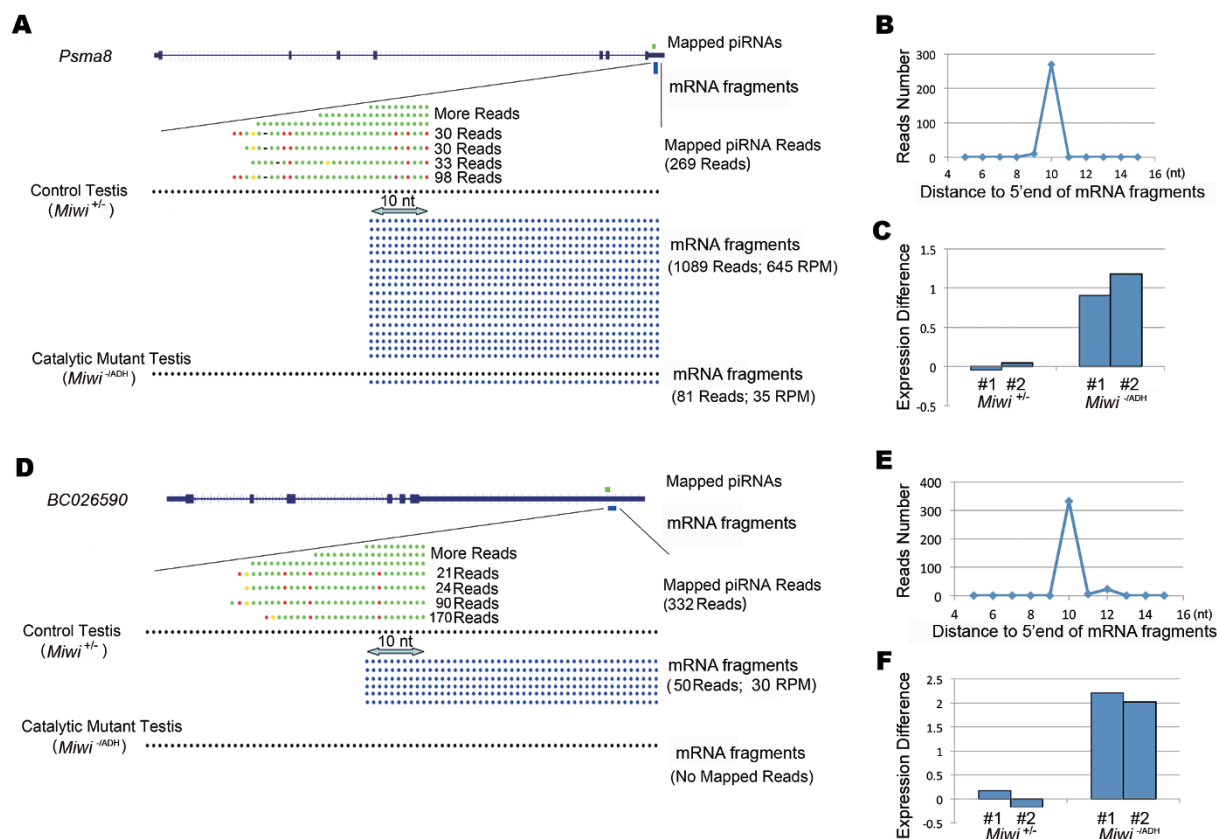 A
Psma8
Mapped piRNAs
mRNA fragments
More Reads
30 Reads
30 Reads
33 Reads
98 Reads
Mapped piRNA Reads
(269 Reads)
Control Testis
(Miwi +/-)
10 nt
mRNA fragments
(1089 Reads; 645 RPM)
Catalytic Mutant Testis
(Miwi -/ADH)
mRNA fragments
(81 Reads; 35 RPM)
B
Reads Number
300
200
100
0
4 6 8 10 12 14 16 (nt)
Distance to 5'end of mRNA fragments
C
Expression Difference
1.5
1
0.5
0
-0.5
#1 #2 #1 #2
Miwi +/- Miwi -/ADH
D
BC026590
Mapped piRNAs
mRNA fragments
More Reads
21Reads
24 Reads
90 Reads
170Reads
Mapped piRNA Reads
(332 Reads)
Control Testis
(Miwi +/-)
10 nt
mRNA fragments
(50Reads; 30 RPM)
Catalytic Mutant Testis
(Miwi -/ADH)
mRNA fragments
(No Mapped Reads)
E
Reads Number
400
300
200
100
0
4 6 8 10 12 14 16 (nt)
Distance to 5'end of mRNA fragments
F
Expression Difference
2.5
2
1.5
1
0.5
0
-0.5
#1 #2 #1 #2
Miwi +/- Miwi -/ADH